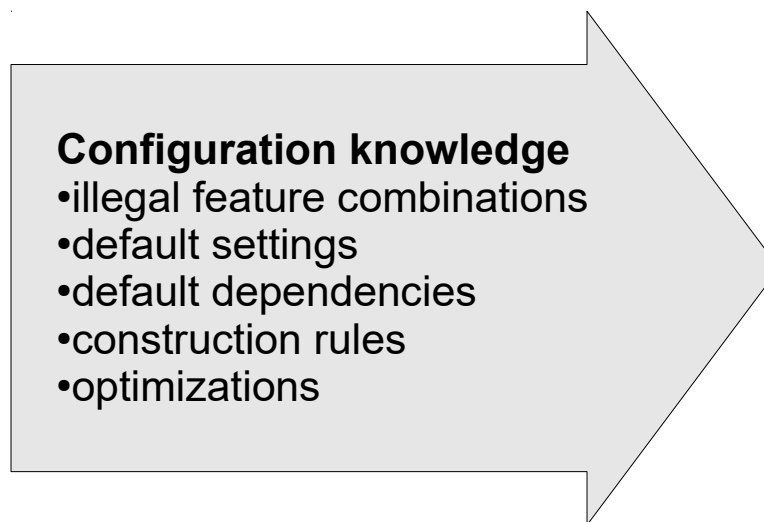 Configuration knowledge
•illegal feature combinations
•default settings
•default dependencies
•construction rules
•optimizations